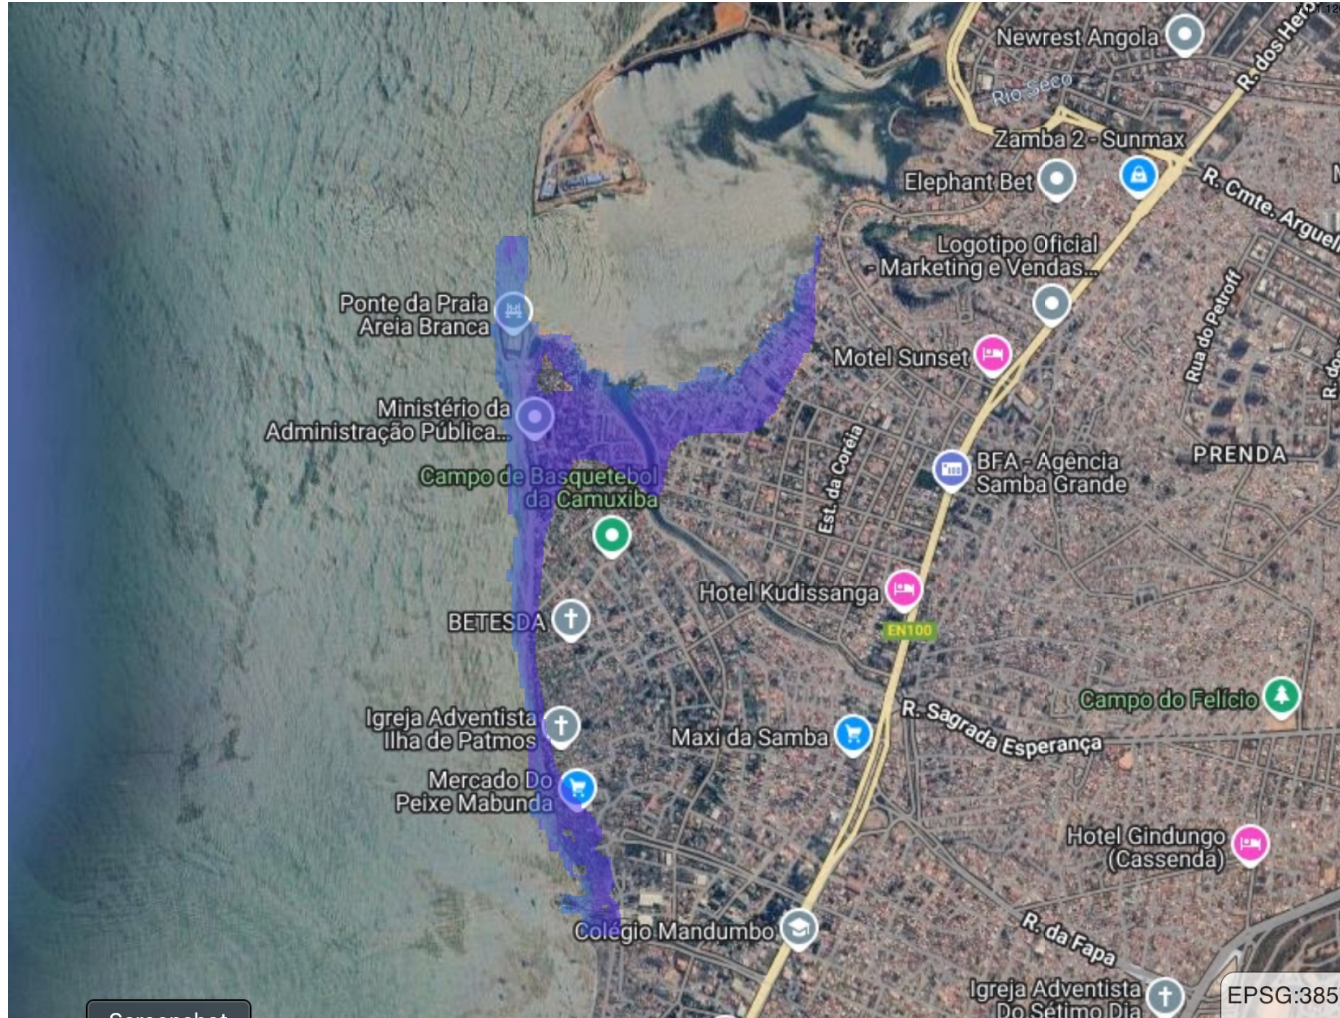 Newrest Angola
R. dos Hero
Rio Seco
Zamba 2 - Sunmax
Elephant Bet
R. Cmte. Arguel
Logotipo Oficial
- Marketing e Vendas...
Ponte da Praia
Areia Branca
Rua do Petroff
Motel Sunset
Ministério da
Administração Pública...
PRENDA
BFA - Agência
Samba Grande
Campo de Basquetebol
da Camuxiba
Est. da Coréia
Hotel Kudissanga
BETESDA
EN100
Campo do Felício
R. Sagrada Esperança
Igreja Adventista
Ilha de Patmos
Maxi da Samba
Mercado Do
Peixe Mabunda
Hotel Gindungo
(Cassenda)
Colégio Mandumbo
R. da Fapa
Igreja Adventista
Do Sétimo Dia
EPSG:385
Screenshot